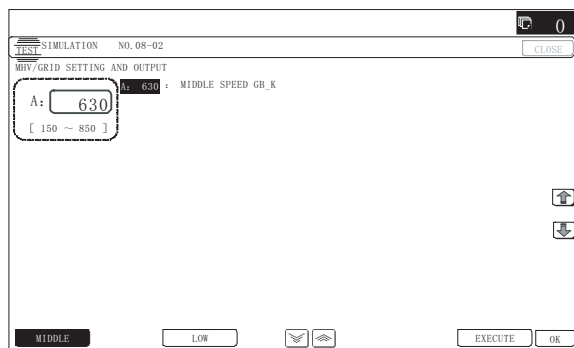 0
TEST SIMULATION NO.08-02
CLOSE
MHV/GRID SETTING AND OUTPUT
A: 630 : MIDDLE SPEED GB_K
A: 630
[ 150 ~ 850 ]
MIDDLE LOW EXECUTE OK